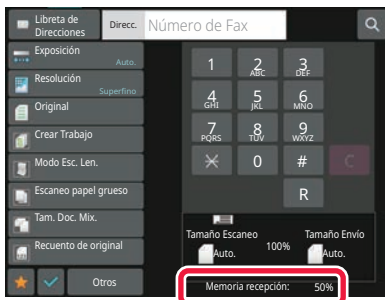 Libreta de
Direcciones
Direcc.
Número de Fax
Exposición
Auto.
Resolución
Superfino
Original
Crear Trabajo
Modo Esc. Len.
Escaneo papel grueso
Tam. Doc. Mix.
Recuento de original
Otros
1 2 3
ABC DEF
4 5 6
GHI JKL MNO
7 8 9
PQRS TUV WXYZ
0 # C
R
Tamaño Escaneo
Tamaño Envío
Auto.
100%
Auto.
Memoria recepción: 50%